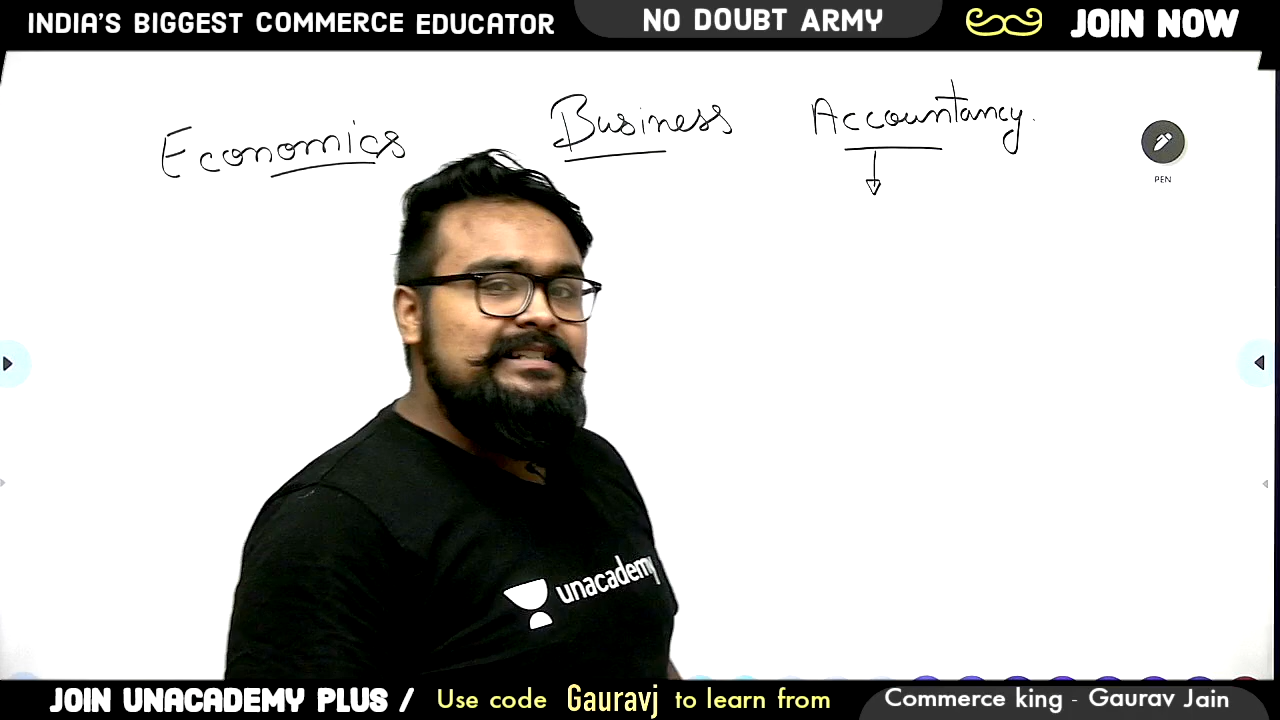 INDIA'S BIGGEST COMMERCE EDUCATOR NO DOUBT ARMY JOIN NOW
Economics Business Accountancy.
PEN
unacademy
JOIN UNACADEMY PLUS / Use code Gauravj to learn from Commerce king - Gaurav Jain